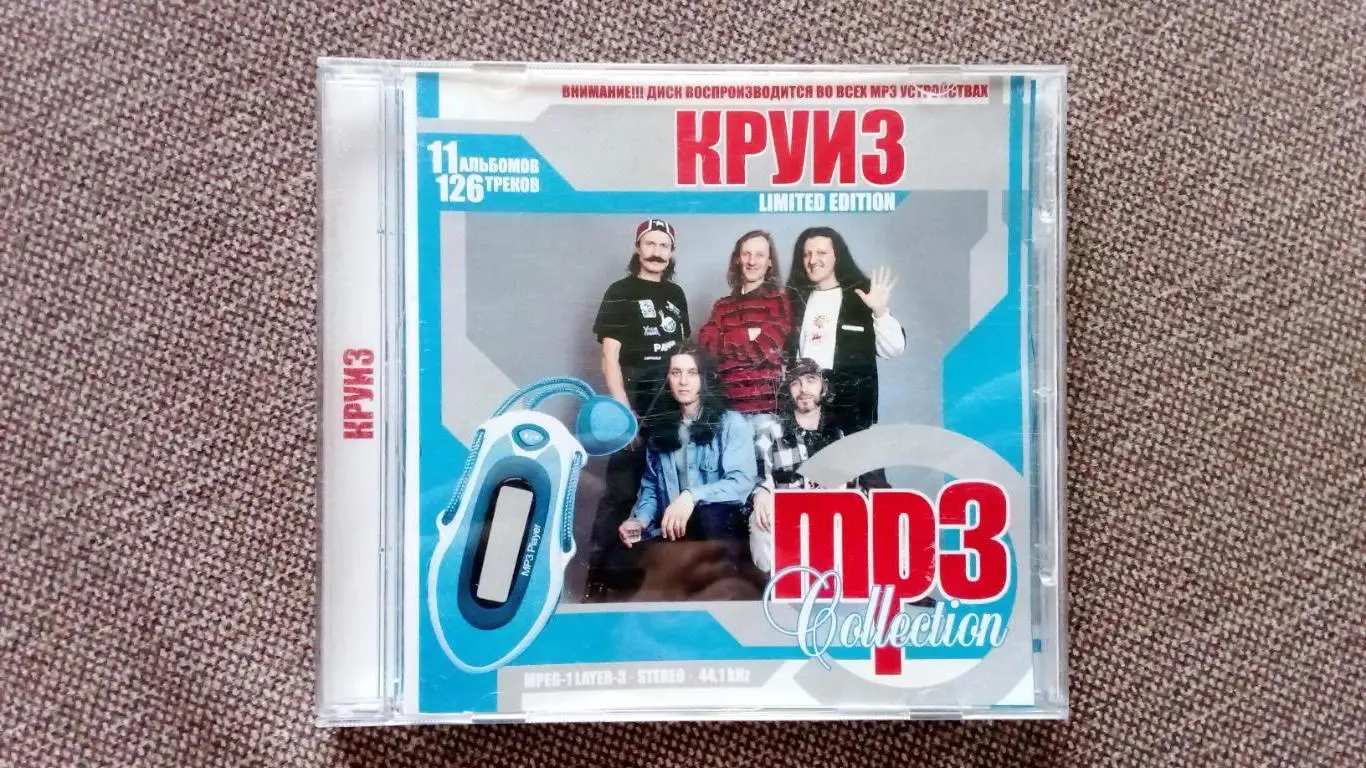 ВНИМАНИЕ!!! ДИСК ВОСПРОИЗВОДИТСЯ ВО ВСЕХ MP3 УСТРОЙСТВАХ
КРУИЗ
11 АЛЬБОМОВ
126 ТРЕКОВ
LIMITED EDITION
КРУИЗ
MP3 Player
mp3
Collection
MPEG-1 LAYER-3 · STEREO · 44.1 kHz